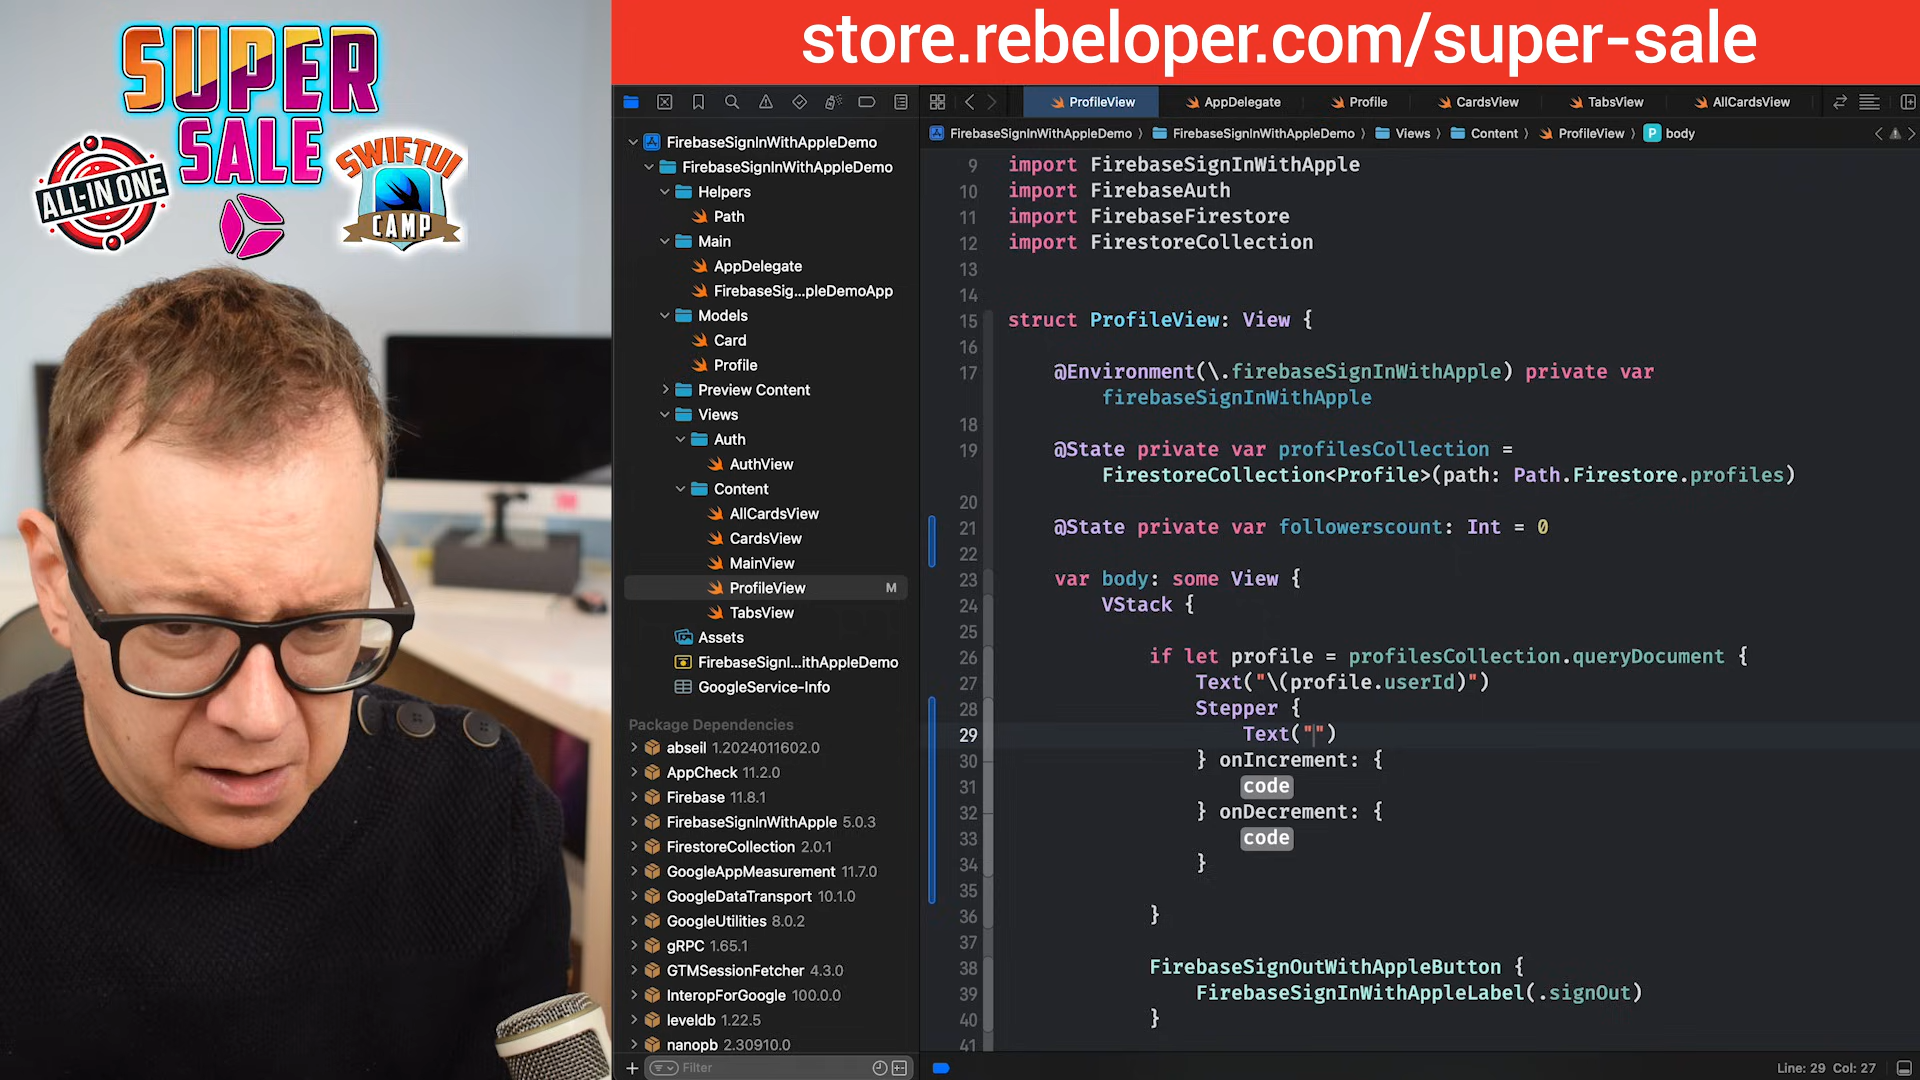 SUPER
SALE
ALL-IN ONE
SWIFTUI
CAMP
store.rebeloper.com/super-sale
ProfileView
AppDelegate
Profile
CardsView
TabsView
AllCardsView
FirebaseSignInWithAppleDemo
FirebaseSignInWithAppleDemo
Views
Content
ProfileView
P
body
FirebaseSignInWithAppleDemo
FirebaseSignInWithAppleDemo
Helpers
Path
Main
AppDelegate
FirebaseSig...pleDemoApp
Models
Card
Profile
Preview Content
Views
Auth
AuthView
Content
AllCardsView
CardsView
MainView
ProfileView M
TabsView
Assets
FirebaseSignI...ithAppleDemo
GoogleService-Info
Package Dependencies
abseil 1.2024011602.0
AppCheck 11.2.0
Firebase 11.8.1
FirebaseSignInWithApple 5.0.3
FirestoreCollection 2.0.1
GoogleAppMeasurement 11.7.0
GoogleDataTransport 10.1.0
GoogleUtilities 8.0.2
gRPC 1.65.1
GTMSessionFetcher 4.3.0
InteropForGoogle 100.0.0
leveldb 1.22.5
nanopb 2.30910.0
Filter
9 import FirebaseSignInWithApple
10 import FirebaseAuth
11 import FirebaseFirestore
12 import FirestoreCollection
13
14
15 struct ProfileView: View {
16
17 @Environment(\.firebaseSignInWithApple) private var
firebaseSignInWithApple
18
19 @State private var profilesCollection =
FirestoreCollection<Profile>(path: Path.Firestore.profiles)
20
21 @State private var followerscount: Int = 0
22
23 var body: some View {
24 VStack {
25
26 if let profile = profilesCollection.queryDocument {
27 Text("\(profile.userId)")
28 Stepper {
29 Text("")
30 } onIncrement: {
31 code
32 } onDecrement: {
33 code
34 }
35
36 }
37
38 FirebaseSignOutWithAppleButton {
39 FirebaseSignInWithAppleLabel(.signOut)
40 }
41
Line: 29 Col: 27